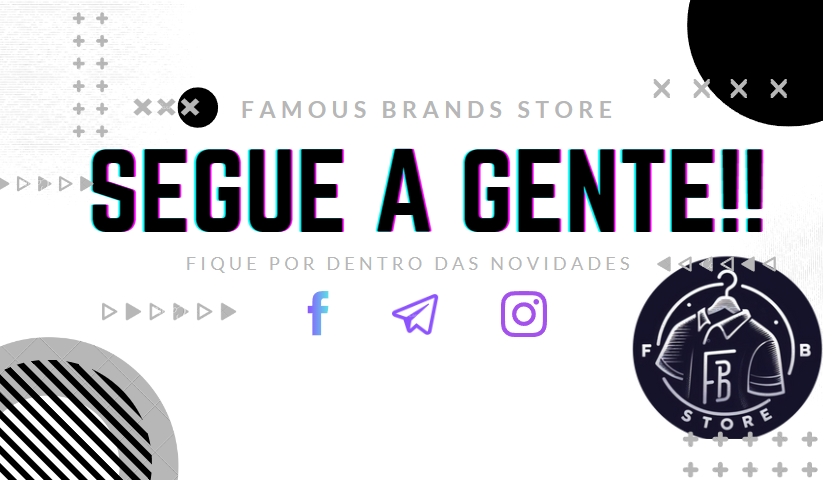 FAMOUS BRANDS STORE
SEGUE A GENTE!!
FIQUE POR DENTRO DAS NOVIDADES
F B
FB
STORE